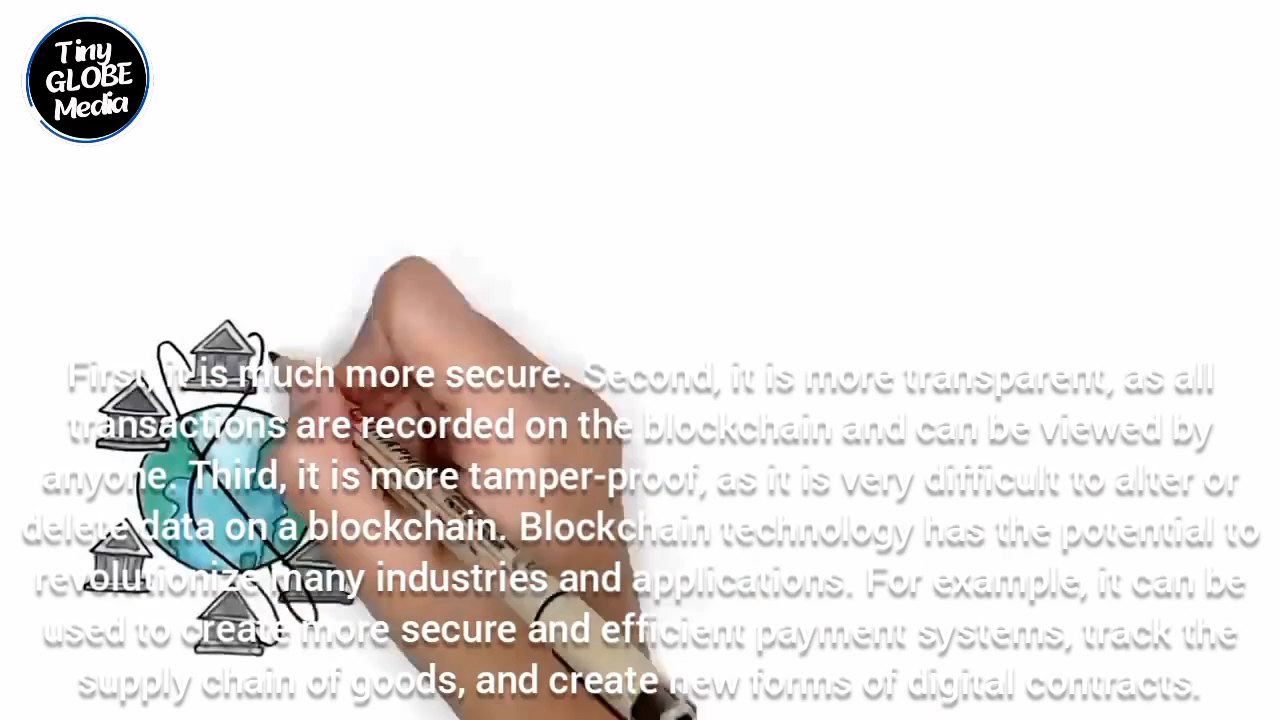 Tiny
GLOBE
Media
First, it is much more secure. Second, it is more transparent, as all
transactions are recorded on the blockchain and can be viewed by
anyone. Third, it is more tamper-proof, as it is very difficult to alter or
delete data on a blockchain. Blockchain technology has the potential to
revolutionize many industries and applications. For example, it can be
used to create more secure and efficient payment systems, track the
supply chain of goods, and create new forms of digital contracts.